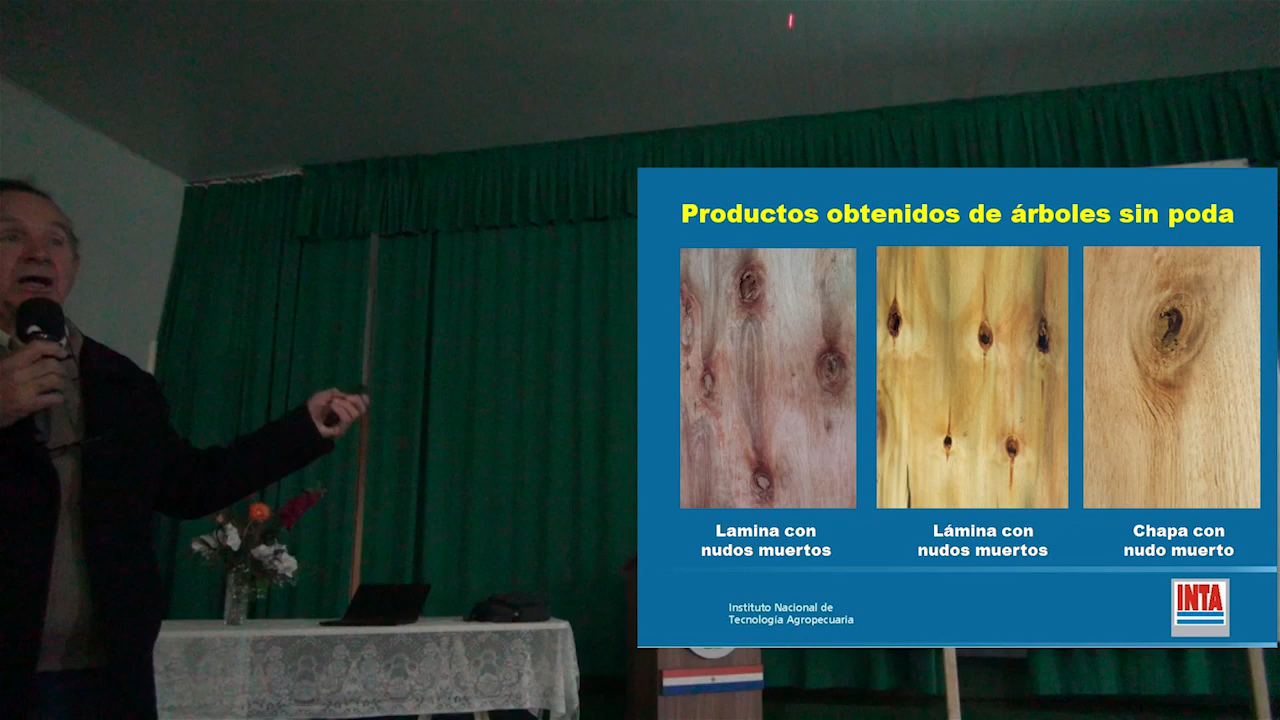 Productos obtenidos de árboles sin poda
Lamina con
nudos muertos
Lámina con
nudos muertos
Chapa con
nudo muerto
Instituto Nacional de
Tecnología Agropecuaria
INTA